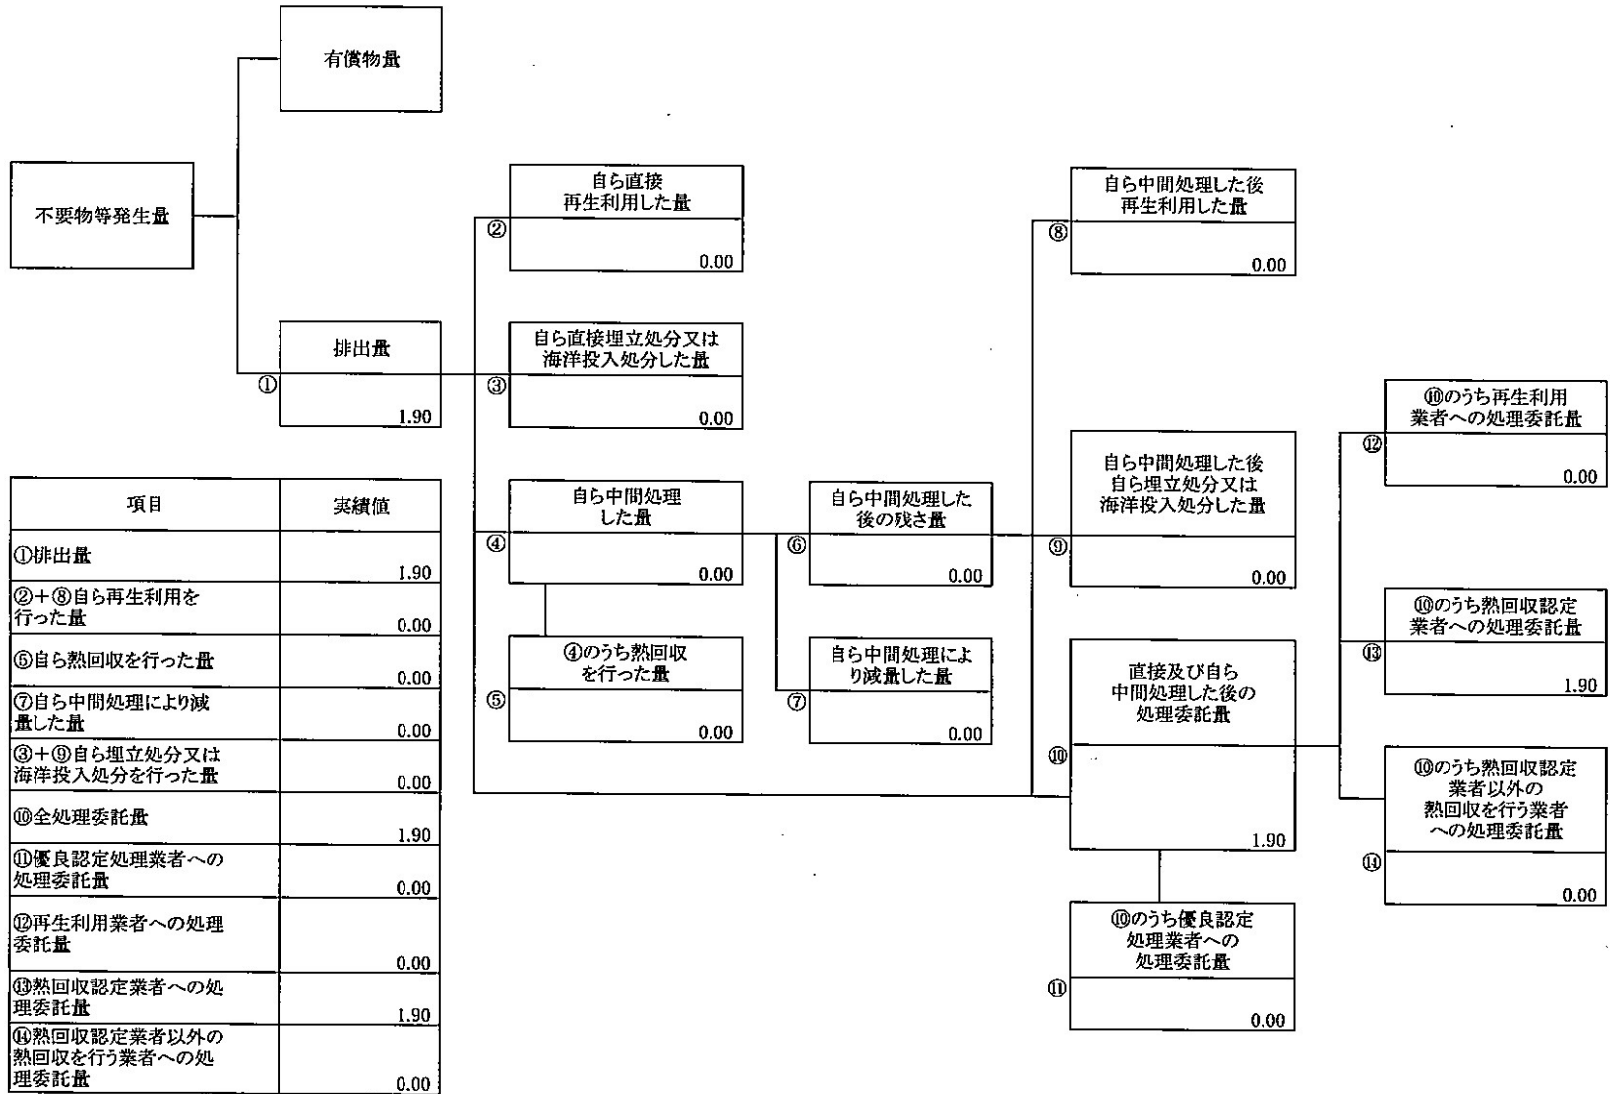 有償物量
不要物等発生量
排出量
①
1.90
自ら直接
再生利用した量
②
0.00
自ら直接埋立処分又は
海洋投入処分した量
③
0.00
自ら中間処理
した量
④
0.00
④のうち熱回収
を行った量
⑤
0.00
自ら中間処理した
後の残さ量
⑥
0.00
自ら中間処理によ
り減量した量
⑦
0.00
自ら中間処理した後
再生利用した量
⑧
0.00
自ら中間処理した後
自ら埋立処分又は
海洋投入処分した量
⑨
0.00
直接及び自ら
中間処理した後の
処理委託量
⑩
1.90
⑩のうち優良認定
処理業者への
処理委託量
⑪
0.00
⑩のうち再生利用
業者への処理委託量
⑫
0.00
⑩のうち熱回収認定
業者への処理委託量
⑬
1.90
⑩のうち熱回収認定
業者以外の
熱回収を行う業者
への処理委託量
⑭
0.00
項目 実績値
①排出量
1.90
②+⑧自ら再生利用を
行った量
0.00
⑤自ら熱回収を行った量
0.00
⑦自ら中間処理により減
量した量
0.00
③+⑨自ら埋立処分又は
海洋投入処分を行った量
0.00
⑩全処理委託量
1.90
⑪優良認定処理業者への
処理委託量
0.00
⑫再生利用業者への処理
委託量
0.00
⑬熱回収認定業者への処
理委託量
1.90
⑭熱回収認定業者以外の
熱回収を行う業者への処
理委託量
0.00